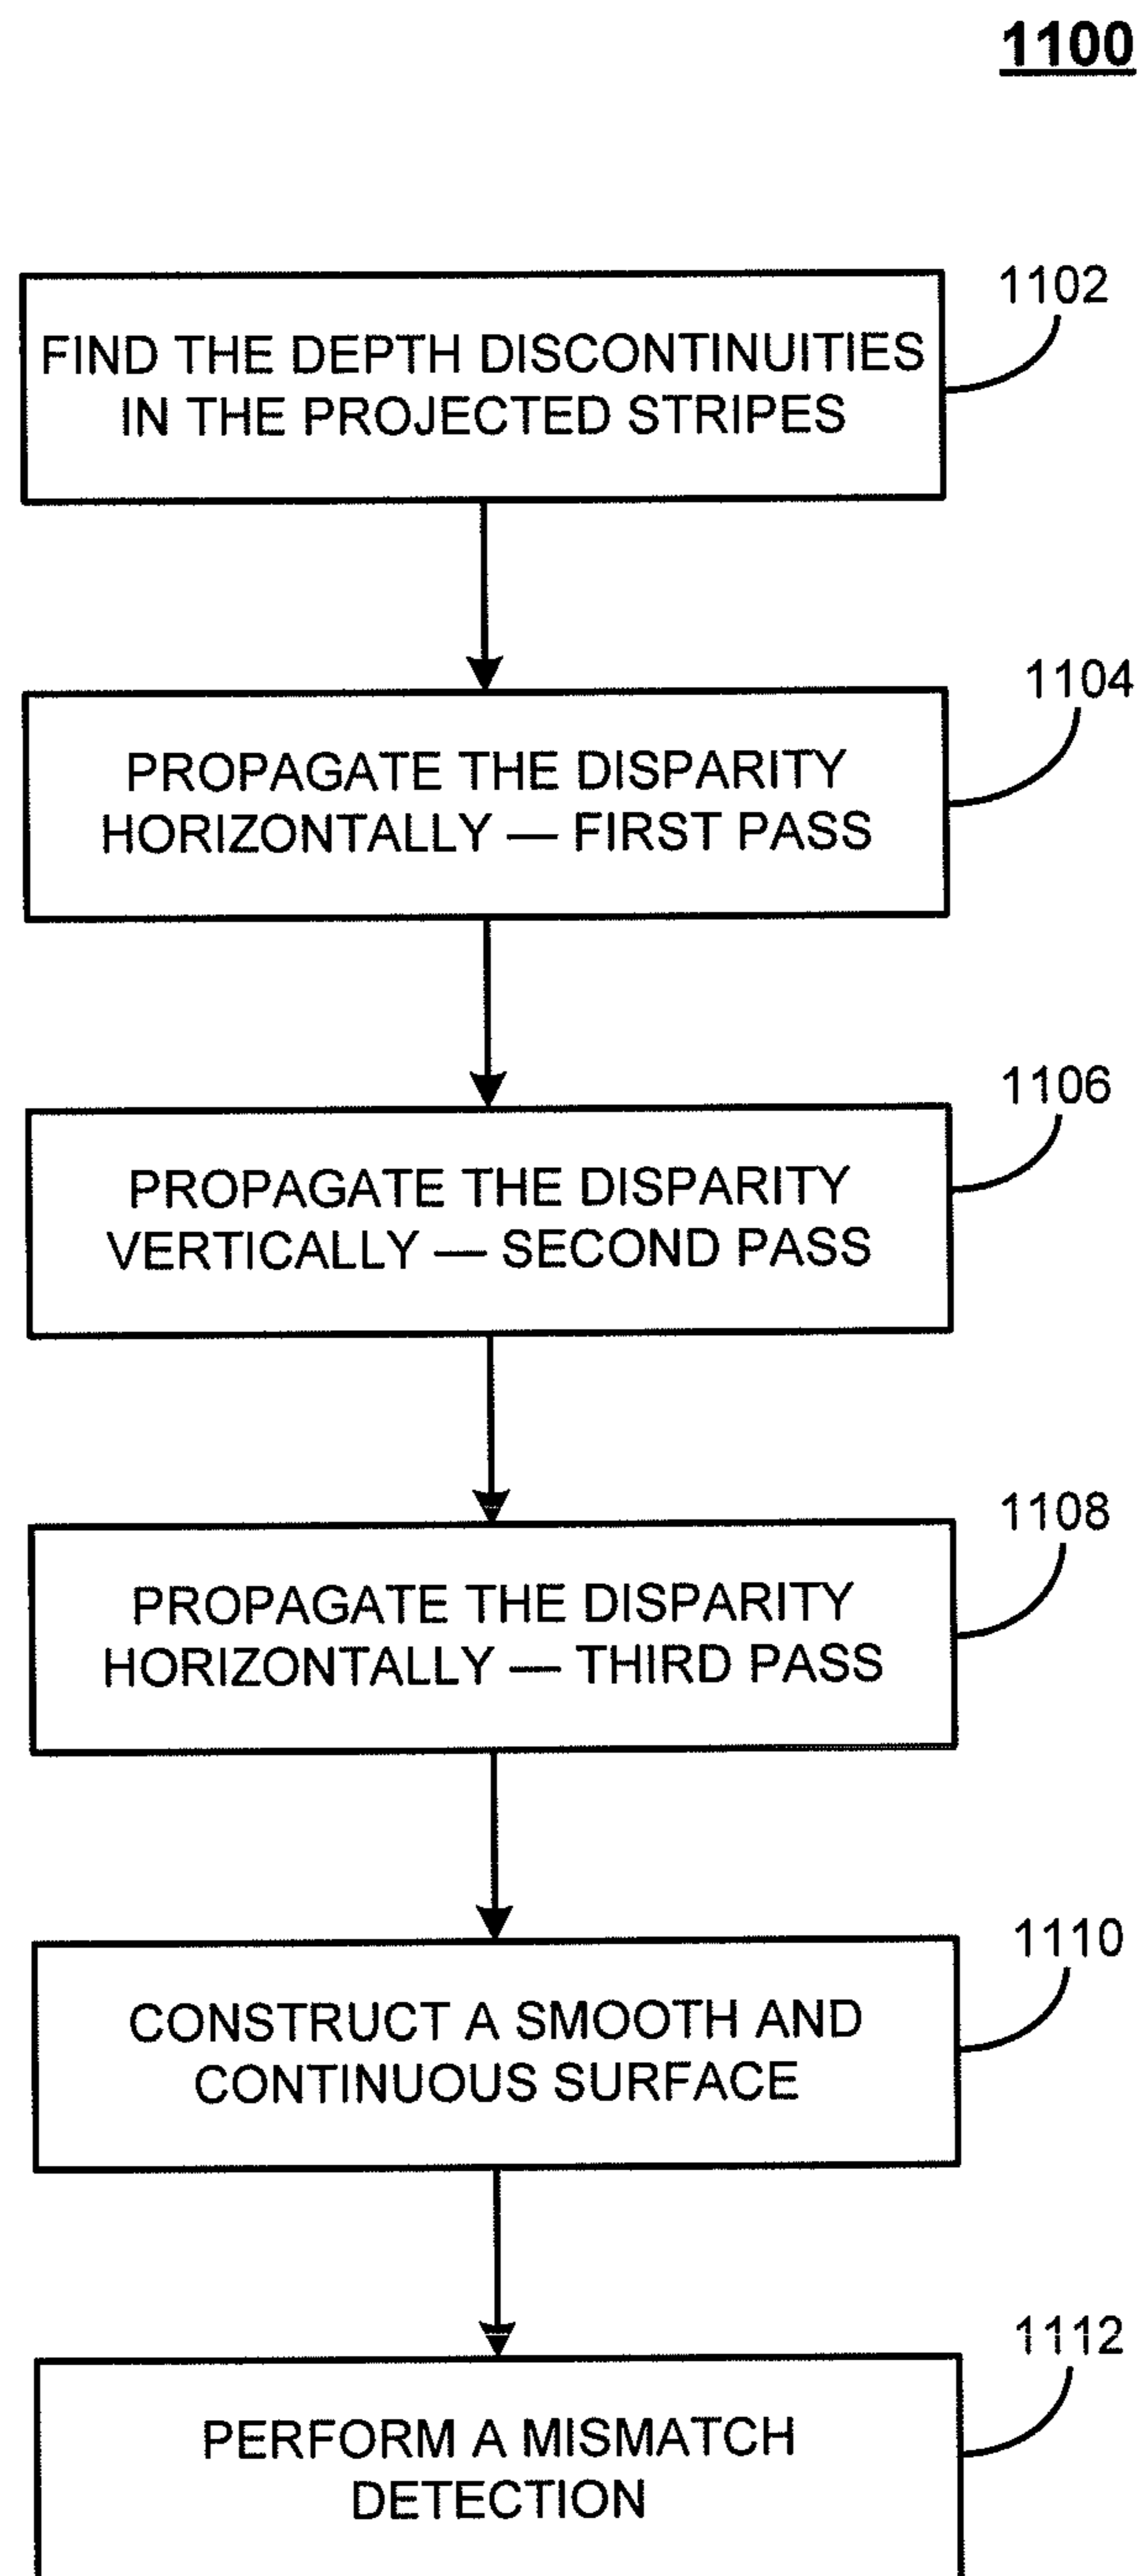 1100
1102
FIND THE DEPTH DISCONTINUITIES
IN THE PROJECTED STRIPES
1104
PROPAGATE THE DISPARITY
HORIZONTALLY — FIRST PASS
1106
PROPAGATE THE DISPARITY
VERTICALLY — SECOND PASS
1108
PROPAGATE THE DISPARITY
HORIZONTALLY — THIRD PASS
1110
CONSTRUCT A SMOOTH AND
CONTINUOUS SURFACE
1112
PERFORM A MISMATCH
DETECTION